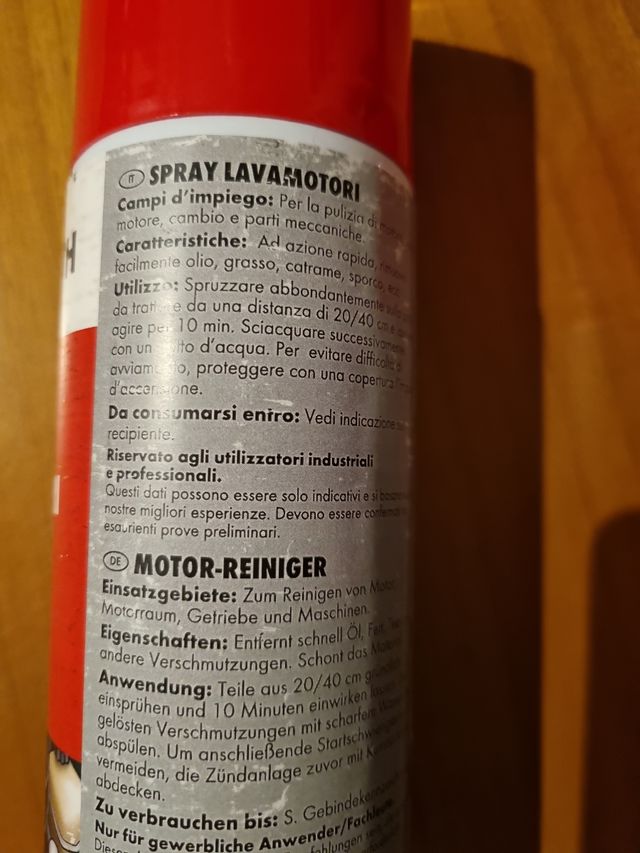 H
IT SPRAY LAVAMOTORI
Campi d'impiego: Per la pulizia di
motore, cambio e parti meccaniche.
Caratteristiche: Ad azione rapida,
facilmente olio, grasso, catrame, sporco, ecc.
Utilizzo: Spruzzare abbondantemente
da trattare da una distanza di 20/40 cm e
agire per 10 min. Sciacquare successivamente
con un d'acqua. Per evitare difficoltà di
avviamento, proteggere con una copertura
d'accensione.
Da consumarsi entro: Vedi indicazione
recipiente.
Riservato agli utilizzatori industriali
e professionali.
Questi dati possono essere solo indicativi e si
nostre migliori esperienze. Devono essere
esaurienti prove preliminari.
DE MOTOR-REINIGER
Einsatzgebiete: Zum Reinigen von Motor,
Motorraum, Getriebe und Maschinen.
Eigenschaften: Entfernt schnell Öl, Fett,
andere Verschmutzungen. Schont das
Anwendung: Teile aus 20/40 cm gründlich
einsprühen und 10 Minuten einwirken lassen.
gelösten Verschmutzungen mit scharfem
abspülen. Um anschließende
vermeiden, die Zündanlage zuvor mit
abdecken.
Zu verbrauchen bis: S.
Nur für gewerbliche Anwender/Fachleute.